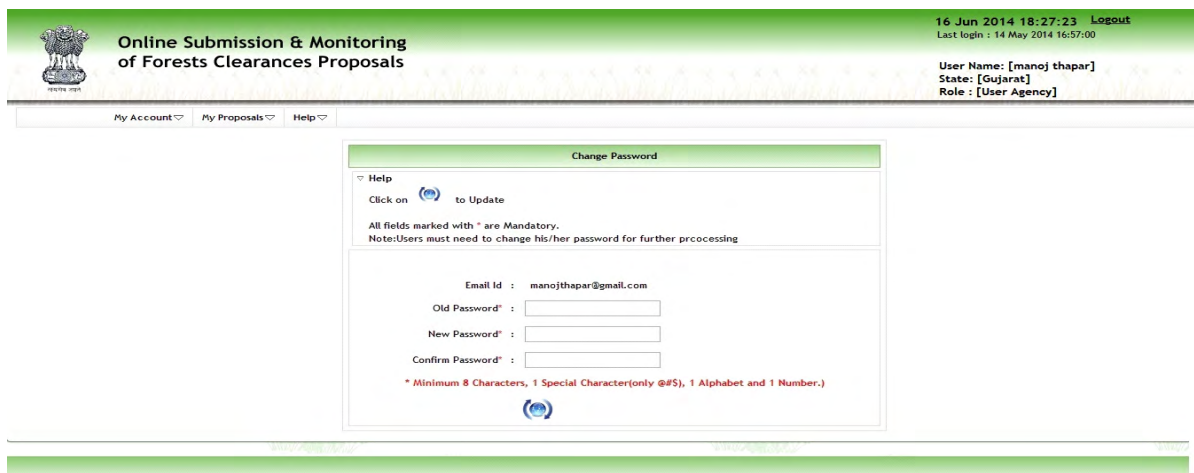 16 Jun 2014 18:27:23 Logout
Last login : 14 May 2014 16:57:00
Online Submission & Monitoring
of Forests Clearances Proposals
User Name: [manoj thapar]
State: [Gujarat]
Role : [User Agency]
सत्यमेव जयते
My Account My Proposals Help
Change Password
Help
Click on to Update
All fields marked with * are Mandatory.
Note:Users must need to change his/her password for further prcocessing
Email Id : manojthapar@gmail.com
Old Password* :
New Password* :
Confirm Password* :
* Minimum 8 Characters, 1 Special Character(only @#$), 1 Alphabet and 1 Number.)